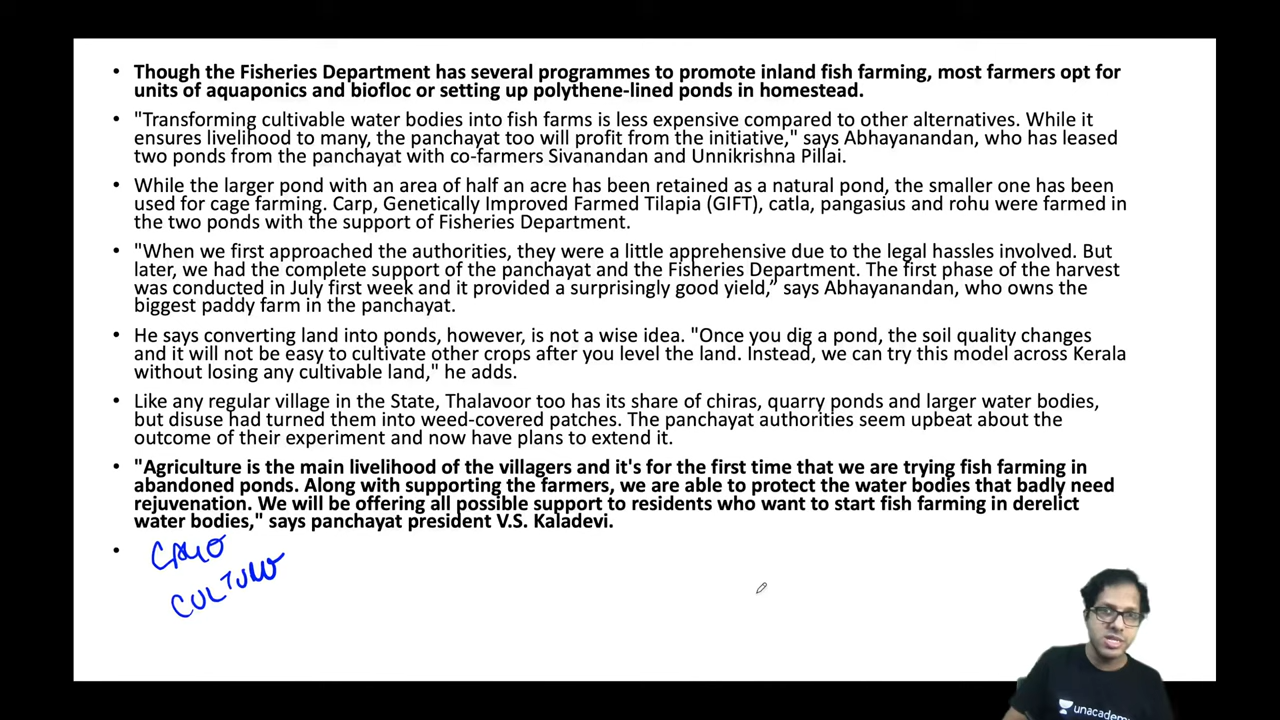 • Though the Fisheries Department has several programmes to promote inland fish farming, most farmers opt for
units of aquaponics and biofloc or setting up polythene-lined ponds in homestead.
• "Transforming cultivable water bodies into fish farms is less expensive compared to other alternatives. While it
ensures livelihood to many, the panchayat too will profit from the initiative," says Abhayanandan, who has leased
two ponds from the panchayat with co-farmers Sivanandan and Unnikrishna Pillai.
• While the larger pond with an area of half an acre has been retained as a natural pond, the smaller one has been
used for cage farming. Carp, Genetically Improved Farmed Tilapia (GIFT), catla, pangasius and rohu were farmed in
the two ponds with the support of Fisheries Department.
• "When we first approached the authorities, they were a little apprehensive due to the legal hassles involved. But
later, we had the complete support of the panchayat and the Fisheries Department. The first phase of the harvest
was conducted in July first week and it provided a surprisingly good yield,” says Abhayanandan, who owns the
biggest paddy farm in the panchayat.
• He says converting land into ponds, however, is not a wise idea. "Once you dig a pond, the soil quality changes
and it will not be easy to cultivate other crops after you level the land. Instead, we can try this model across Kerala
without losing any cultivable land," he adds.
• Like any regular village in the State, Thalavoor too has its share of chiras, quarry ponds and larger water bodies,
but disuse had turned them into weed-covered patches. The panchayat authorities seem upbeat about the
outcome of their experiment and now have plans to extend it.
• "Agriculture is the main livelihood of the villagers and it's for the first time that we are trying fish farming in
abandoned ponds. Along with supporting the farmers, we are able to protect the water bodies that badly need
rejuvenation. We will be offering all possible support to residents who want to start fish farming in derelict
water bodies," says panchayat president V.S. Kaladevi.
•
CULTURE
unacademy